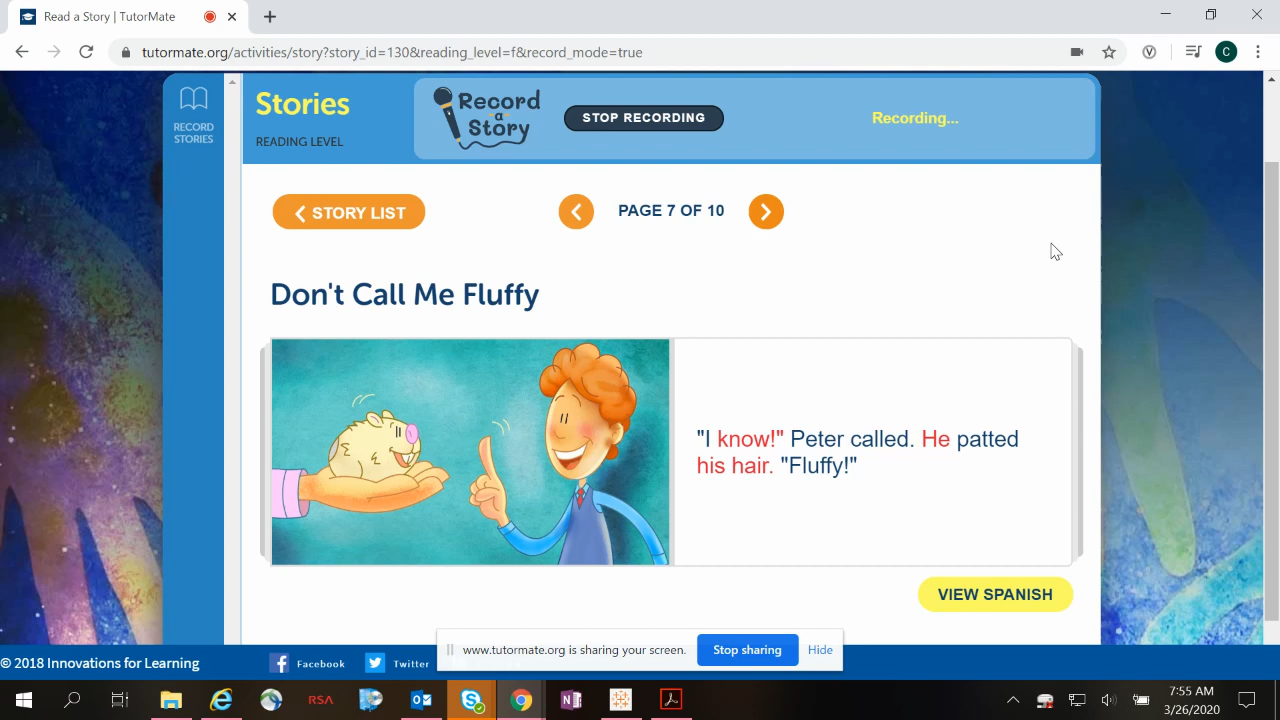 Read a Story | TutorMate
tutormate.org/activities/story?story_id=130&reading_level=f&record_mode=true
C
RECORD
STORIES
Stories
READING LEVEL
Record
a
Story
STOP RECORDING
Recording...
STORY LIST
PAGE 7 OF 10
Don't Call Me Fluffy
"I know!" Peter called. He patted
his hair. "Fluffy!"
VIEW SPANISH
www.tutormate.org is sharing your screen.
Stop sharing
Hide
© 2018 Innovations for Learning
Facebook
Twitter
RSA
7:55 AM
3/26/2020